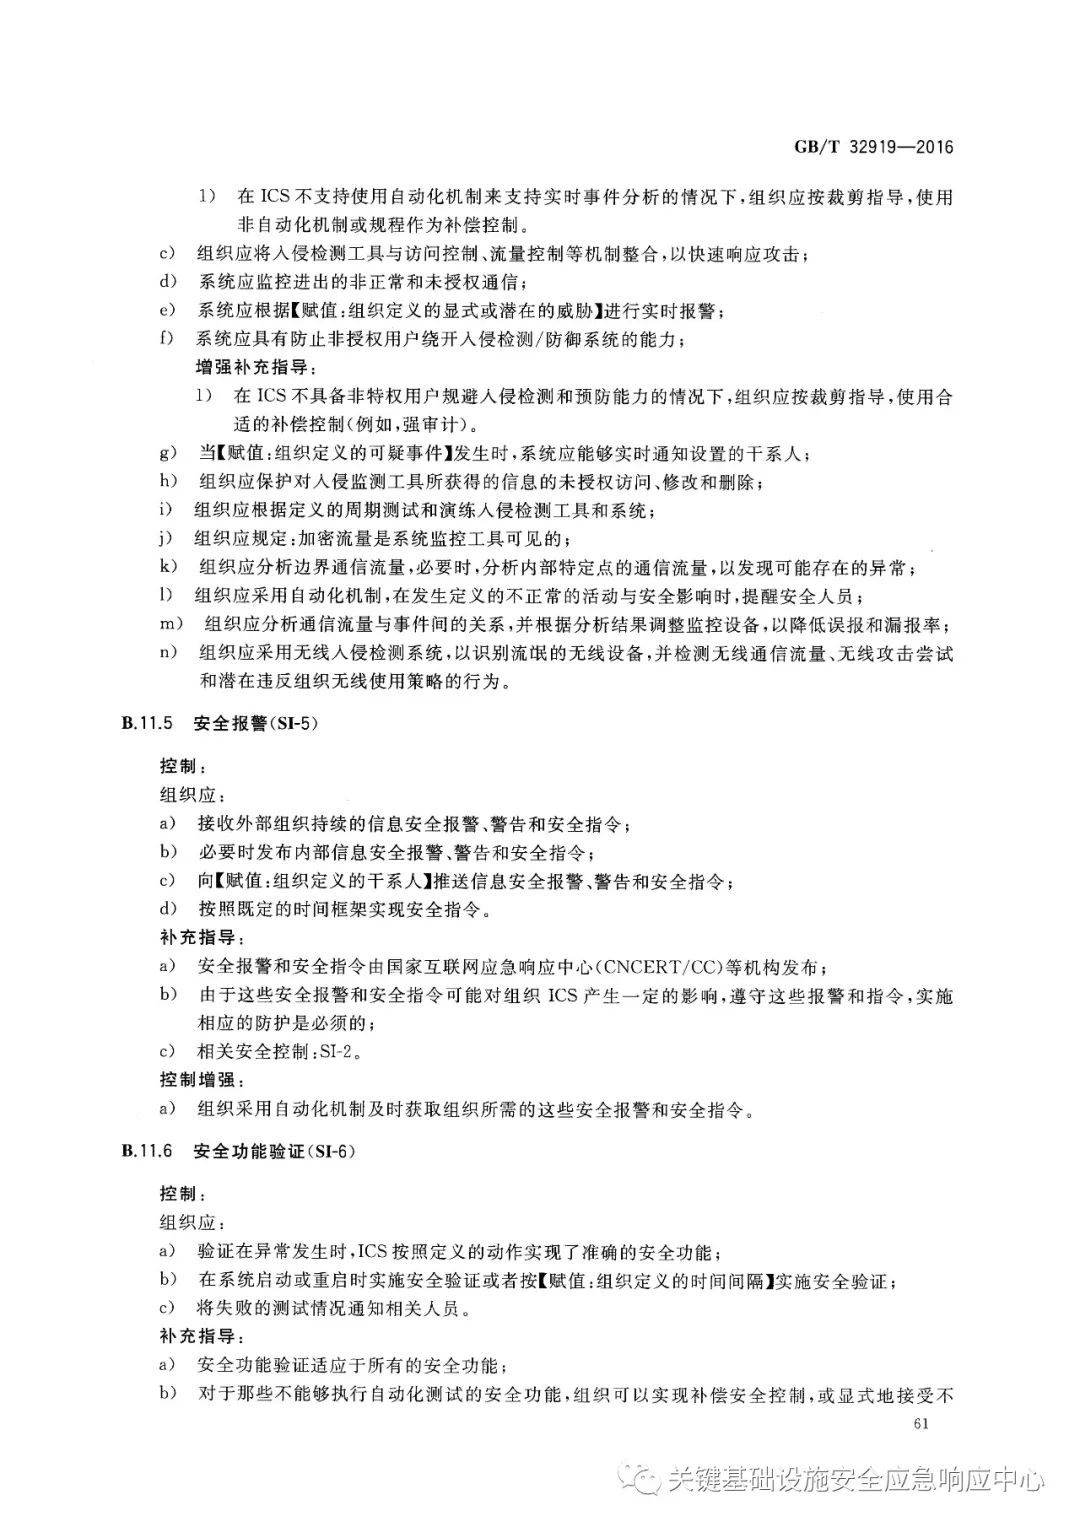 GB/T 32919—2016
1) 在 ICS 不支持使用自动化机制来支持实时事件分析的情况下,组织应按裁剪指导,使用
非自动化机制或规程作为补偿控制。
c) 组织应将入侵检测工具与访问控制、流量控制等机制整合,以快速响应攻击;
d) 系统应监控进出的非正常和未授权通信;
e) 系统应根据【赋值:组织定义的显式或潜在的威胁】进行实时报警;
f) 系统应具有防止非授权用户绕开入侵检测/防御系统的能力;
增强补充指导:
1) 在 ICS 不具备非特权用户规避入侵检测和预防能力的情况下,组织应按裁剪指导,使用合
适的补偿控制(例如,强审计)。
g) 当【赋值:组织定义的可疑事件】发生时,系统应能够实时通知设置的干系人;
h) 组织应保护对入侵监测工具所获得的信息的未授权访问、修改和删除;
i) 组织应根据定义的周期测试和演练入侵检测工具和系统;
j) 组织应规定:加密流量是系统监控工具可见的;
k) 组织应分析边界通信流量,必要时,分析内部特定点的通信流量,以发现可能存在的异常;
l) 组织应采用自动化机制,在发生定义的不正常的活动与安全影响时,提醒安全人员;
m) 组织应分析通信流量与事件间的关系,并根据分析结果调整监控设备,以降低误报和漏报率;
n) 组织应采用无线入侵检测系统,以识别流氓的无线设备,并检测无线通信流量、无线攻击尝试
和潜在违反组织无线使用策略的行为。
B.11.5 安全报警(SI-5)
控制:
组织应:
a) 接收外部组织持续的信息安全报警、警告和安全指令;
b) 必要时发布内部信息安全报警、警告和安全指令;
c) 向【赋值:组织定义的干系人】推送信息安全报警、警告和安全指令;
d) 按照既定的时间框架实现安全指令。
补充指导:
a) 安全报警和安全指令由国家互联网应急响应中心(CNCERT/CC)等机构发布;
b) 由于这些安全报警和安全指令可能对组织 ICS 产生一定的影响,遵守这些报警和指令,实施
相应的防护是必须的;
c) 相关安全控制:SI-2。
控制增强:
a) 组织采用自动化机制及时获取组织所需的这些安全报警和安全指令。
B.11.6 安全功能验证(SI-6)
控制:
组织应:
a) 验证在异常发生时,ICS 按照定义的动作实现了准确的安全功能;
b) 在系统启动或重启时实施安全验证或者按【赋值:组织定义的时间间隔】实施安全验证;
c) 将失败的测试情况通知相关人员。
补充指导:
a) 安全功能验证适应于所有的安全功能;
b) 对于那些不能够执行自动化测试的安全功能,组织可以实现补偿安全控制,或显式地接受不
61
关键基础设施安全应急响应中心